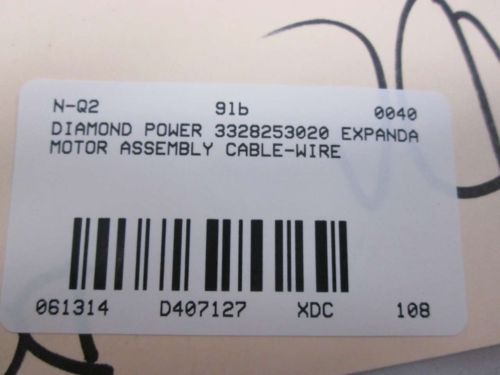 N-Q2 91b 0040
DIAMOND POWER 3328253020 EXPANDA
MOTOR ASSEMBLY CABLE-WIRE
061314 D407127 XDC 108